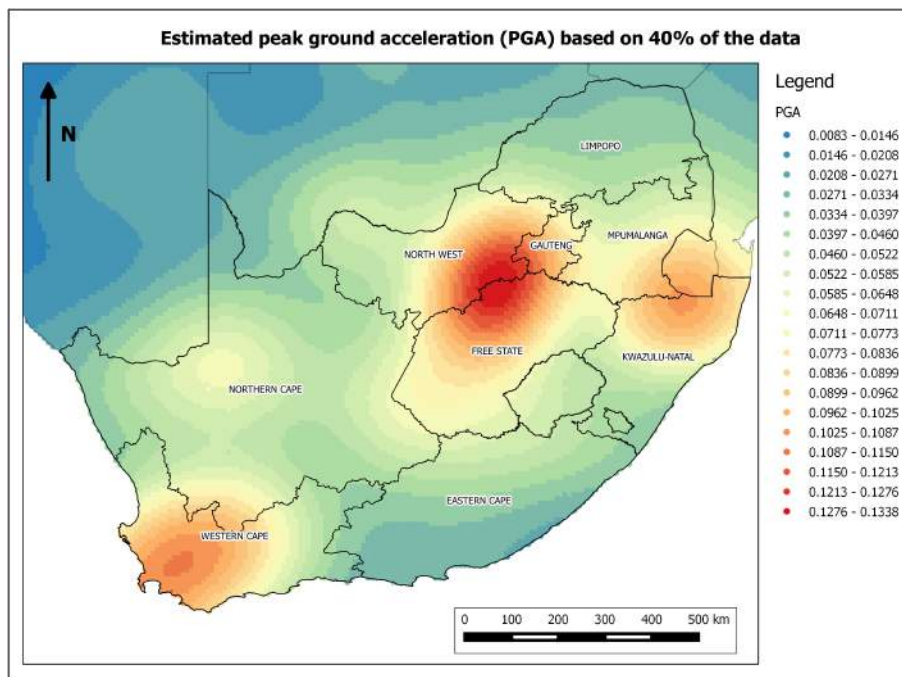 Estimated peak ground acceleration (PGA) based on 40% of the data
N
LIMPOPO
MPUMALANGA
GAUTENG
NORTH WEST
FREE STATE
KWAZULU-NATAL
NORTHERN CAPE
EASTERN CAPE
WESTERN CAPE
0 100 200 300 400 500 km
Legend
PGA
0.0083 - 0.0146
0.0146 - 0.0208
0.0208 - 0.0271
0.0271 - 0.0334
0.0334 - 0.0397
0.0397 - 0.0460
0.0460 - 0.0522
0.0522 - 0.0585
0.0585 - 0.0648
0.0648 - 0.0711
0.0711 - 0.0773
0.0773 - 0.0836
0.0836 - 0.0899
0.0899 - 0.0962
0.0962 - 0.1025
0.1025 - 0.1087
0.1087 - 0.1150
0.1150 - 0.1213
0.1213 - 0.1276
0.1276 - 0.1338